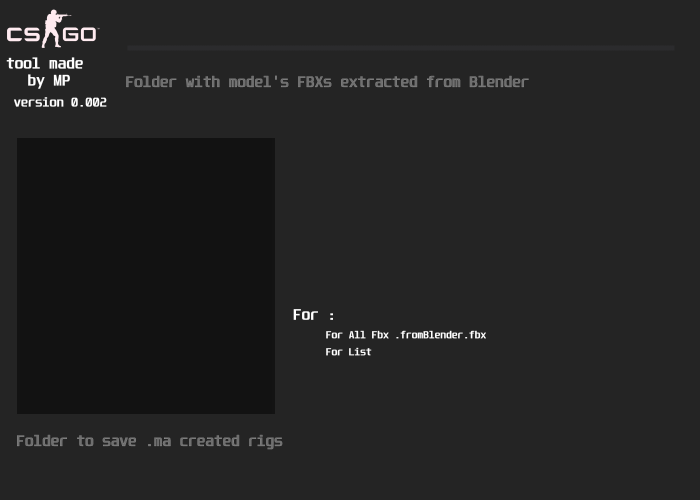 CS GO
tool made
by MP
version 0.002
Folder with model's FBXs extracted from Blender
For :
For All Fbx .fromBlender.fbx
For List
Folder to save .ma created rigs